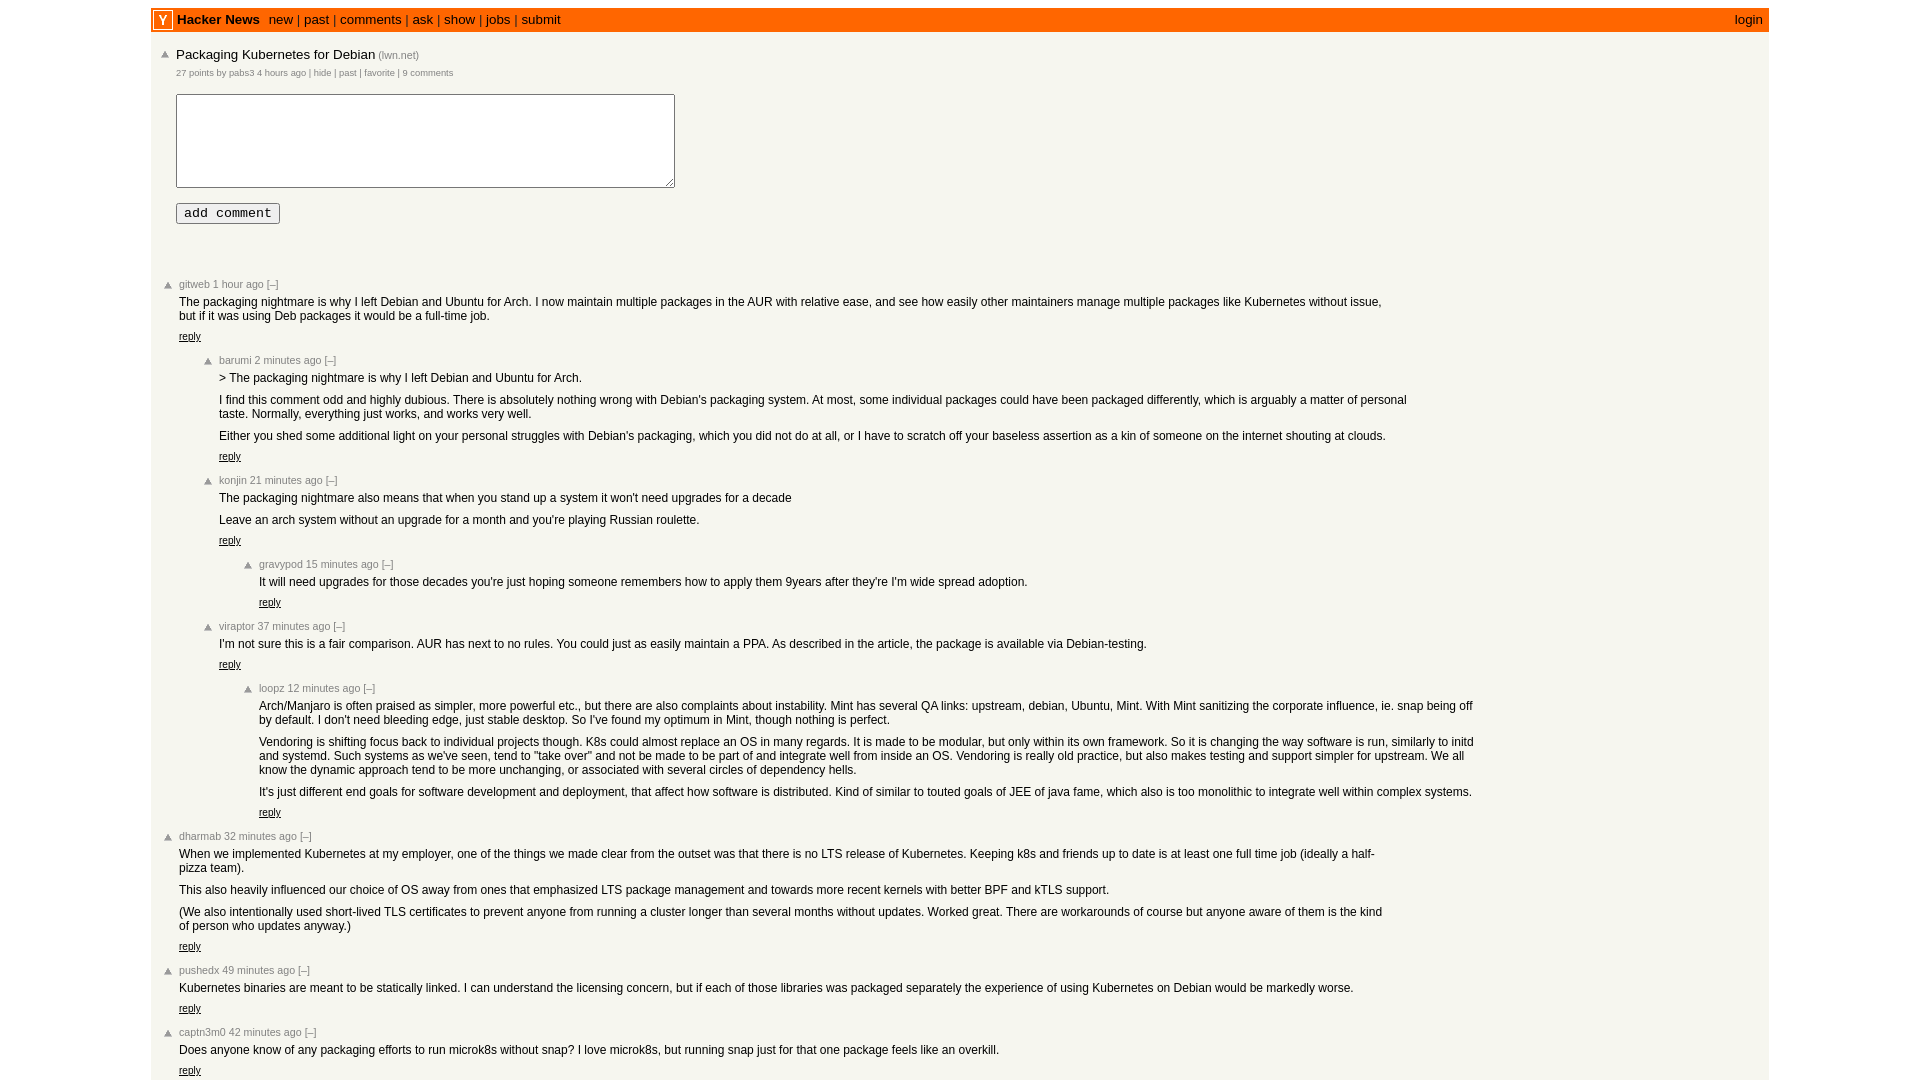 Y Hacker News new | past | comments | ask | show | jobs | submit login
Packaging Kubernetes for Debian (lwn.net)
27 points by pabs3 4 hours ago | hide | past | favorite | 9 comments
add comment
gitweb 1 hour ago [–]
The packaging nightmare is why I left Debian and Ubuntu for Arch. I now maintain multiple packages in the AUR with relative ease, and see how easily other maintainers manage multiple packages like Kubernetes without issue,
but if it was using Deb packages it would be a full-time job.
reply
barumi 2 minutes ago [–]
> The packaging nightmare is why I left Debian and Ubuntu for Arch.
I find this comment odd and highly dubious. There is absolutely nothing wrong with Debian's packaging system. At most, some individual packages could have been packaged differently, which is arguably a matter of personal
taste. Normally, everything just works, and works very well.
Either you shed some additional light on your personal struggles with Debian's packaging, which you did not do at all, or I have to scratch off your baseless assertion as a kin of someone on the internet shouting at clouds.
reply
konjin 21 minutes ago [–]
The packaging nightmare also means that when you stand up a system it won't need upgrades for a decade
Leave an arch system without an upgrade for a month and you're playing Russian roulette.
reply
gravypod 15 minutes ago [–]
It will need upgrades for those decades you're just hoping someone remembers how to apply them 9years after they're I'm wide spread adoption.
reply
viraptor 37 minutes ago [–]
I'm not sure this is a fair comparison. AUR has next to no rules. You could just as easily maintain a PPA. As described in the article, the package is available via Debian-testing.
reply
loopz 12 minutes ago [–]
Arch/Manjaro is often praised as simpler, more powerful etc., but there are also complaints about instability. Mint has several QA links: upstream, debian, Ubuntu, Mint. With Mint sanitizing the corporate influence, ie. snap being off
by default. I don't need bleeding edge, just stable desktop. So I've found my optimum in Mint, though nothing is perfect.
Vendoring is shifting focus back to individual projects though. K8s could almost replace an OS in many regards. It is made to be modular, but only within its own framework. So it is changing the way software is run, similarly to initd
and systemd. Such systems as we've seen, tend to "take over" and not be made to be part of and integrate well from inside an OS. Vendoring is really old practice, but also makes testing and support simpler for upstream. We all
know the dynamic approach tend to be more unchanging, or associated with several circles of dependency hells.
It's just different end goals for software development and deployment, that affect how software is distributed. Kind of similar to touted goals of JEE of java fame, which also is too monolithic to integrate well within complex systems.
reply
dharmab 32 minutes ago [–]
When we implemented Kubernetes at my employer, one of the things we made clear from the outset was that there is no LTS release of Kubernetes. Keeping k8s and friends up to date is at least one full time job (ideally a half-
pizza team).
This also heavily influenced our choice of OS away from ones that emphasized LTS package management and towards more recent kernels with better BPF and kTLS support.
(We also intentionally used short-lived TLS certificates to prevent anyone from running a cluster longer than several months without updates. Worked great. There are workarounds of course but anyone aware of them is the kind
of person who updates anyway.)
reply
pushedx 49 minutes ago [–]
Kubernetes binaries are meant to be statically linked. I can understand the licensing concern, but if each of those libraries was packaged separately the experience of using Kubernetes on Debian would be markedly worse.
reply
captn3m0 42 minutes ago [–]
Does anyone know of any packaging efforts to run microk8s without snap? I love microk8s, but running snap just for that one package feels like an overkill.
reply